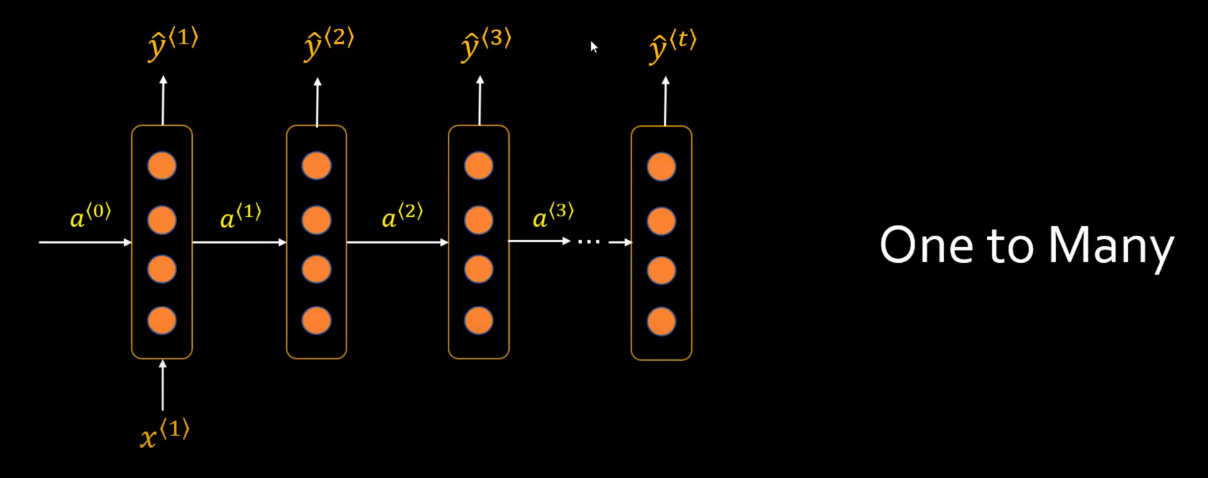 ŷ⟨1⟩ ŷ⟨2⟩ ŷ⟨3⟩ ŷ⟨t⟩
a⟨0⟩ a⟨1⟩ a⟨2⟩ a⟨3⟩ ...
One to Many
x⟨1⟩